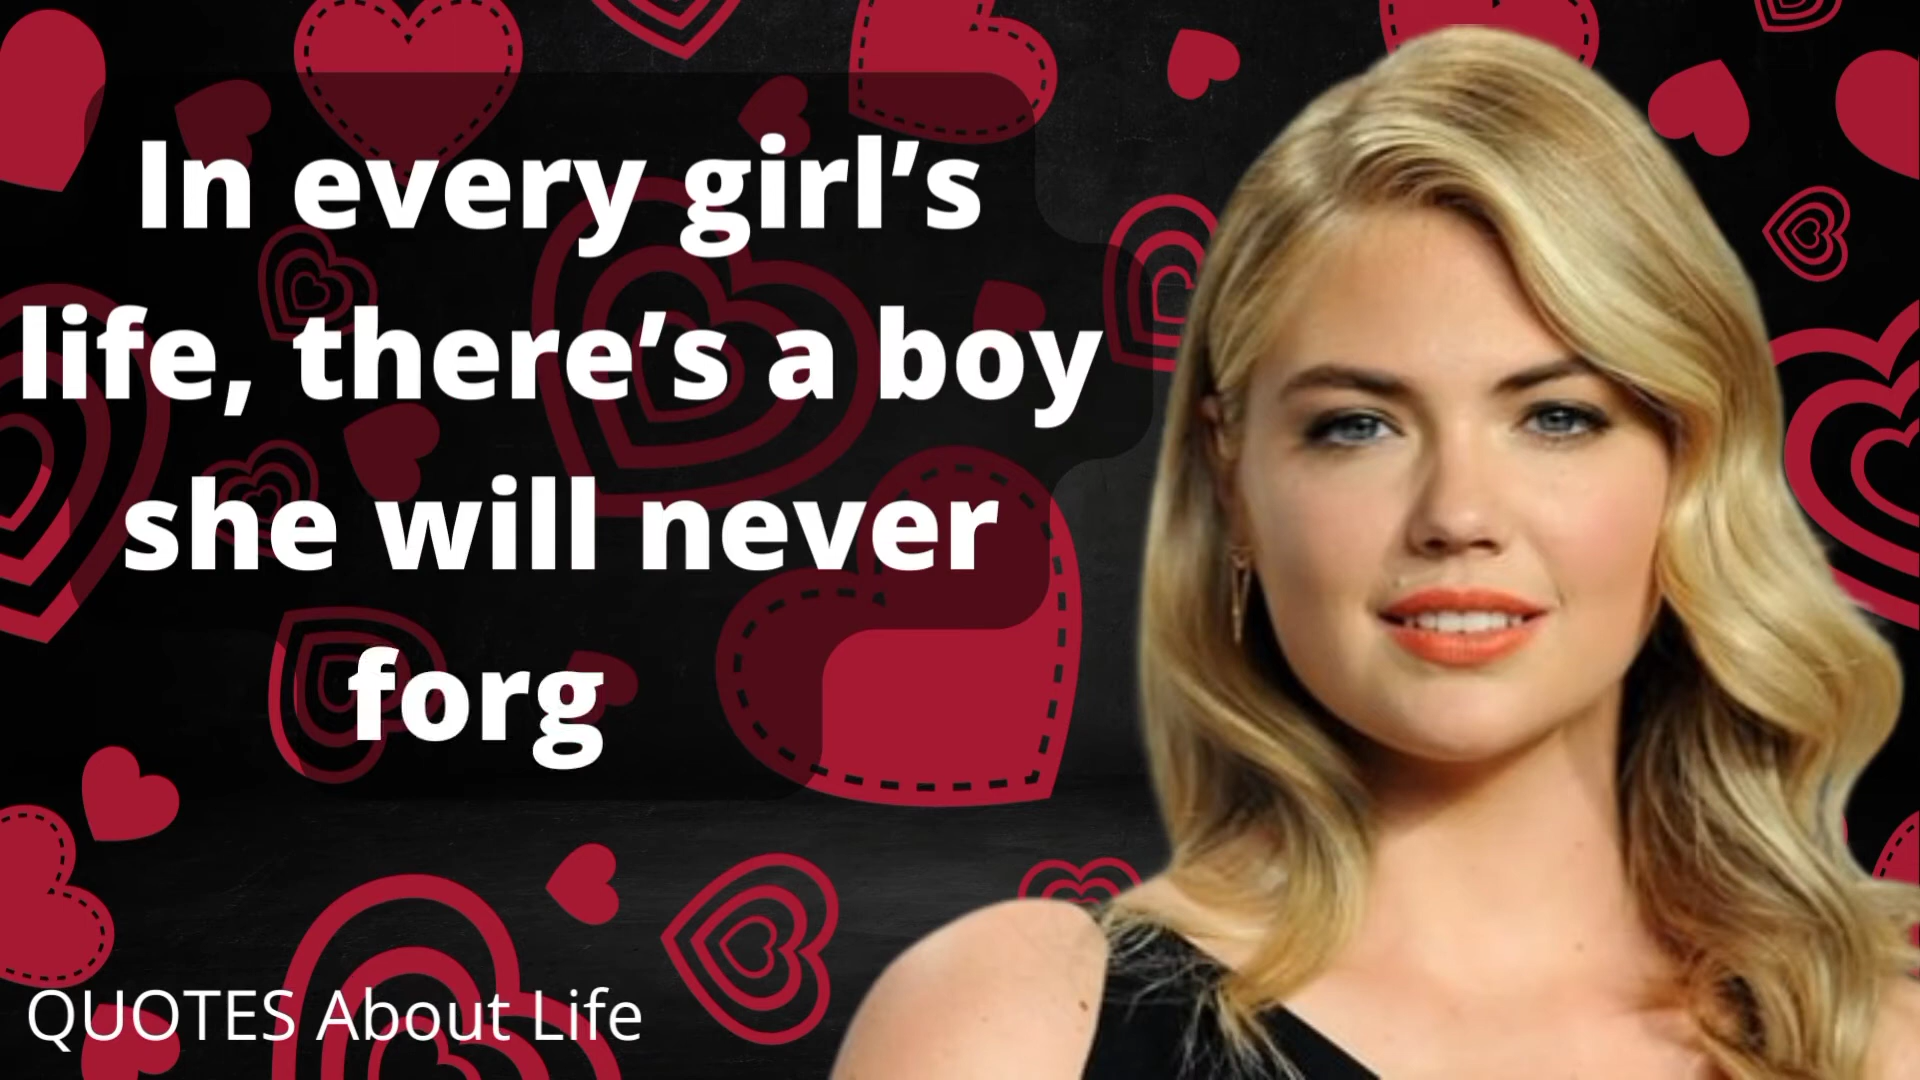 In every girl’s
life, there’s a boy
she will never
forg
QUOTES About Life